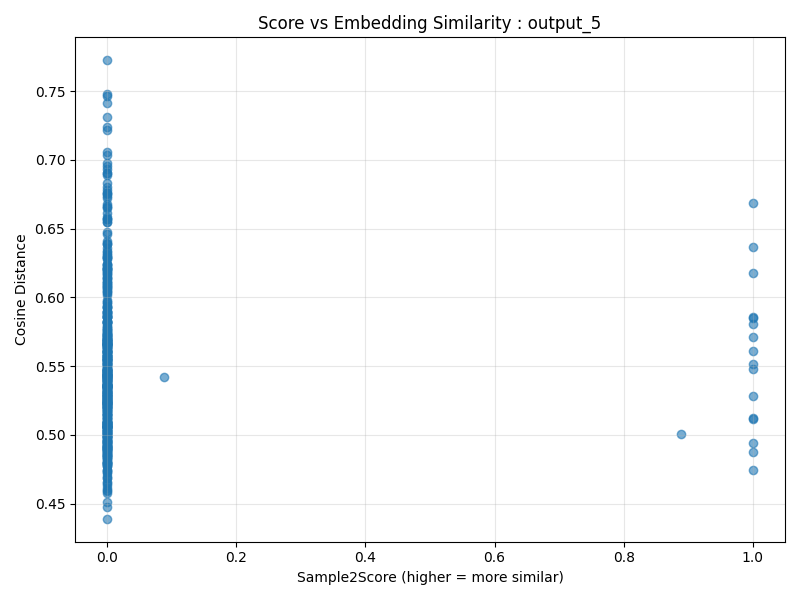 Score vs Embedding Similarity : output_5
Cosine Distance
0.75
0.70
0.65
0.60
0.55
0.50
0.45
0.0 0.2 0.4 0.6 0.8 1.0
Sample2Score (higher = more similar)